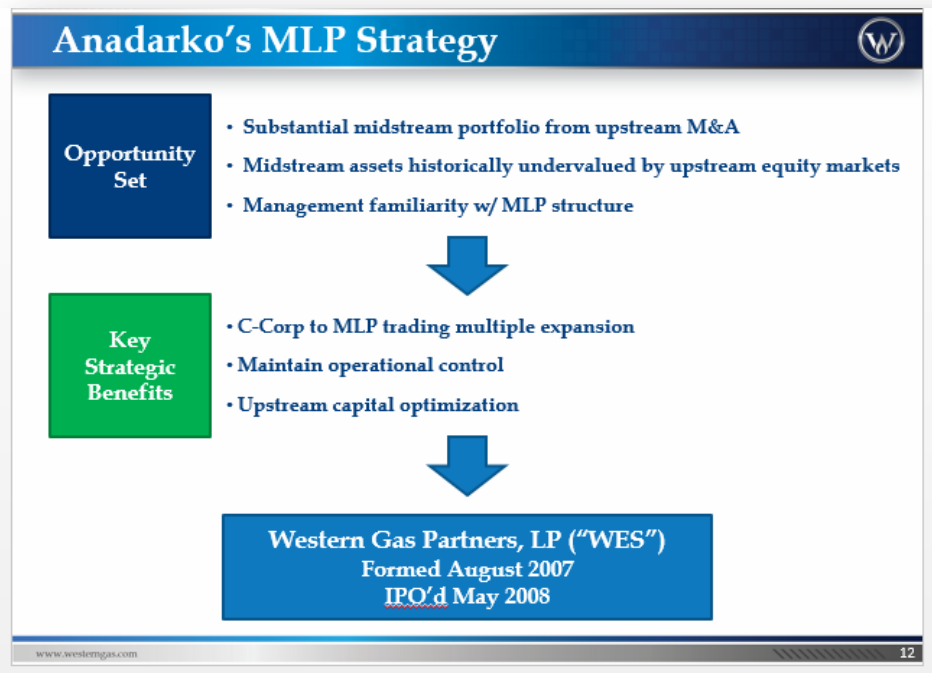 Anadarko’s MLP Strategy
W
Opportunity
Set
• Substantial midstream portfolio from upstream M&A
• Midstream assets historically undervalued by upstream equity markets
• Management familiarity w/ MLP structure
Key
Strategic
Benefits
• C-Corp to MLP trading multiple expansion
• Maintain operational control
• Upstream capital optimization
Western Gas Partners, LP (“WES”)
Formed August 2007
IPO’d May 2008
www.westerngas.com
12